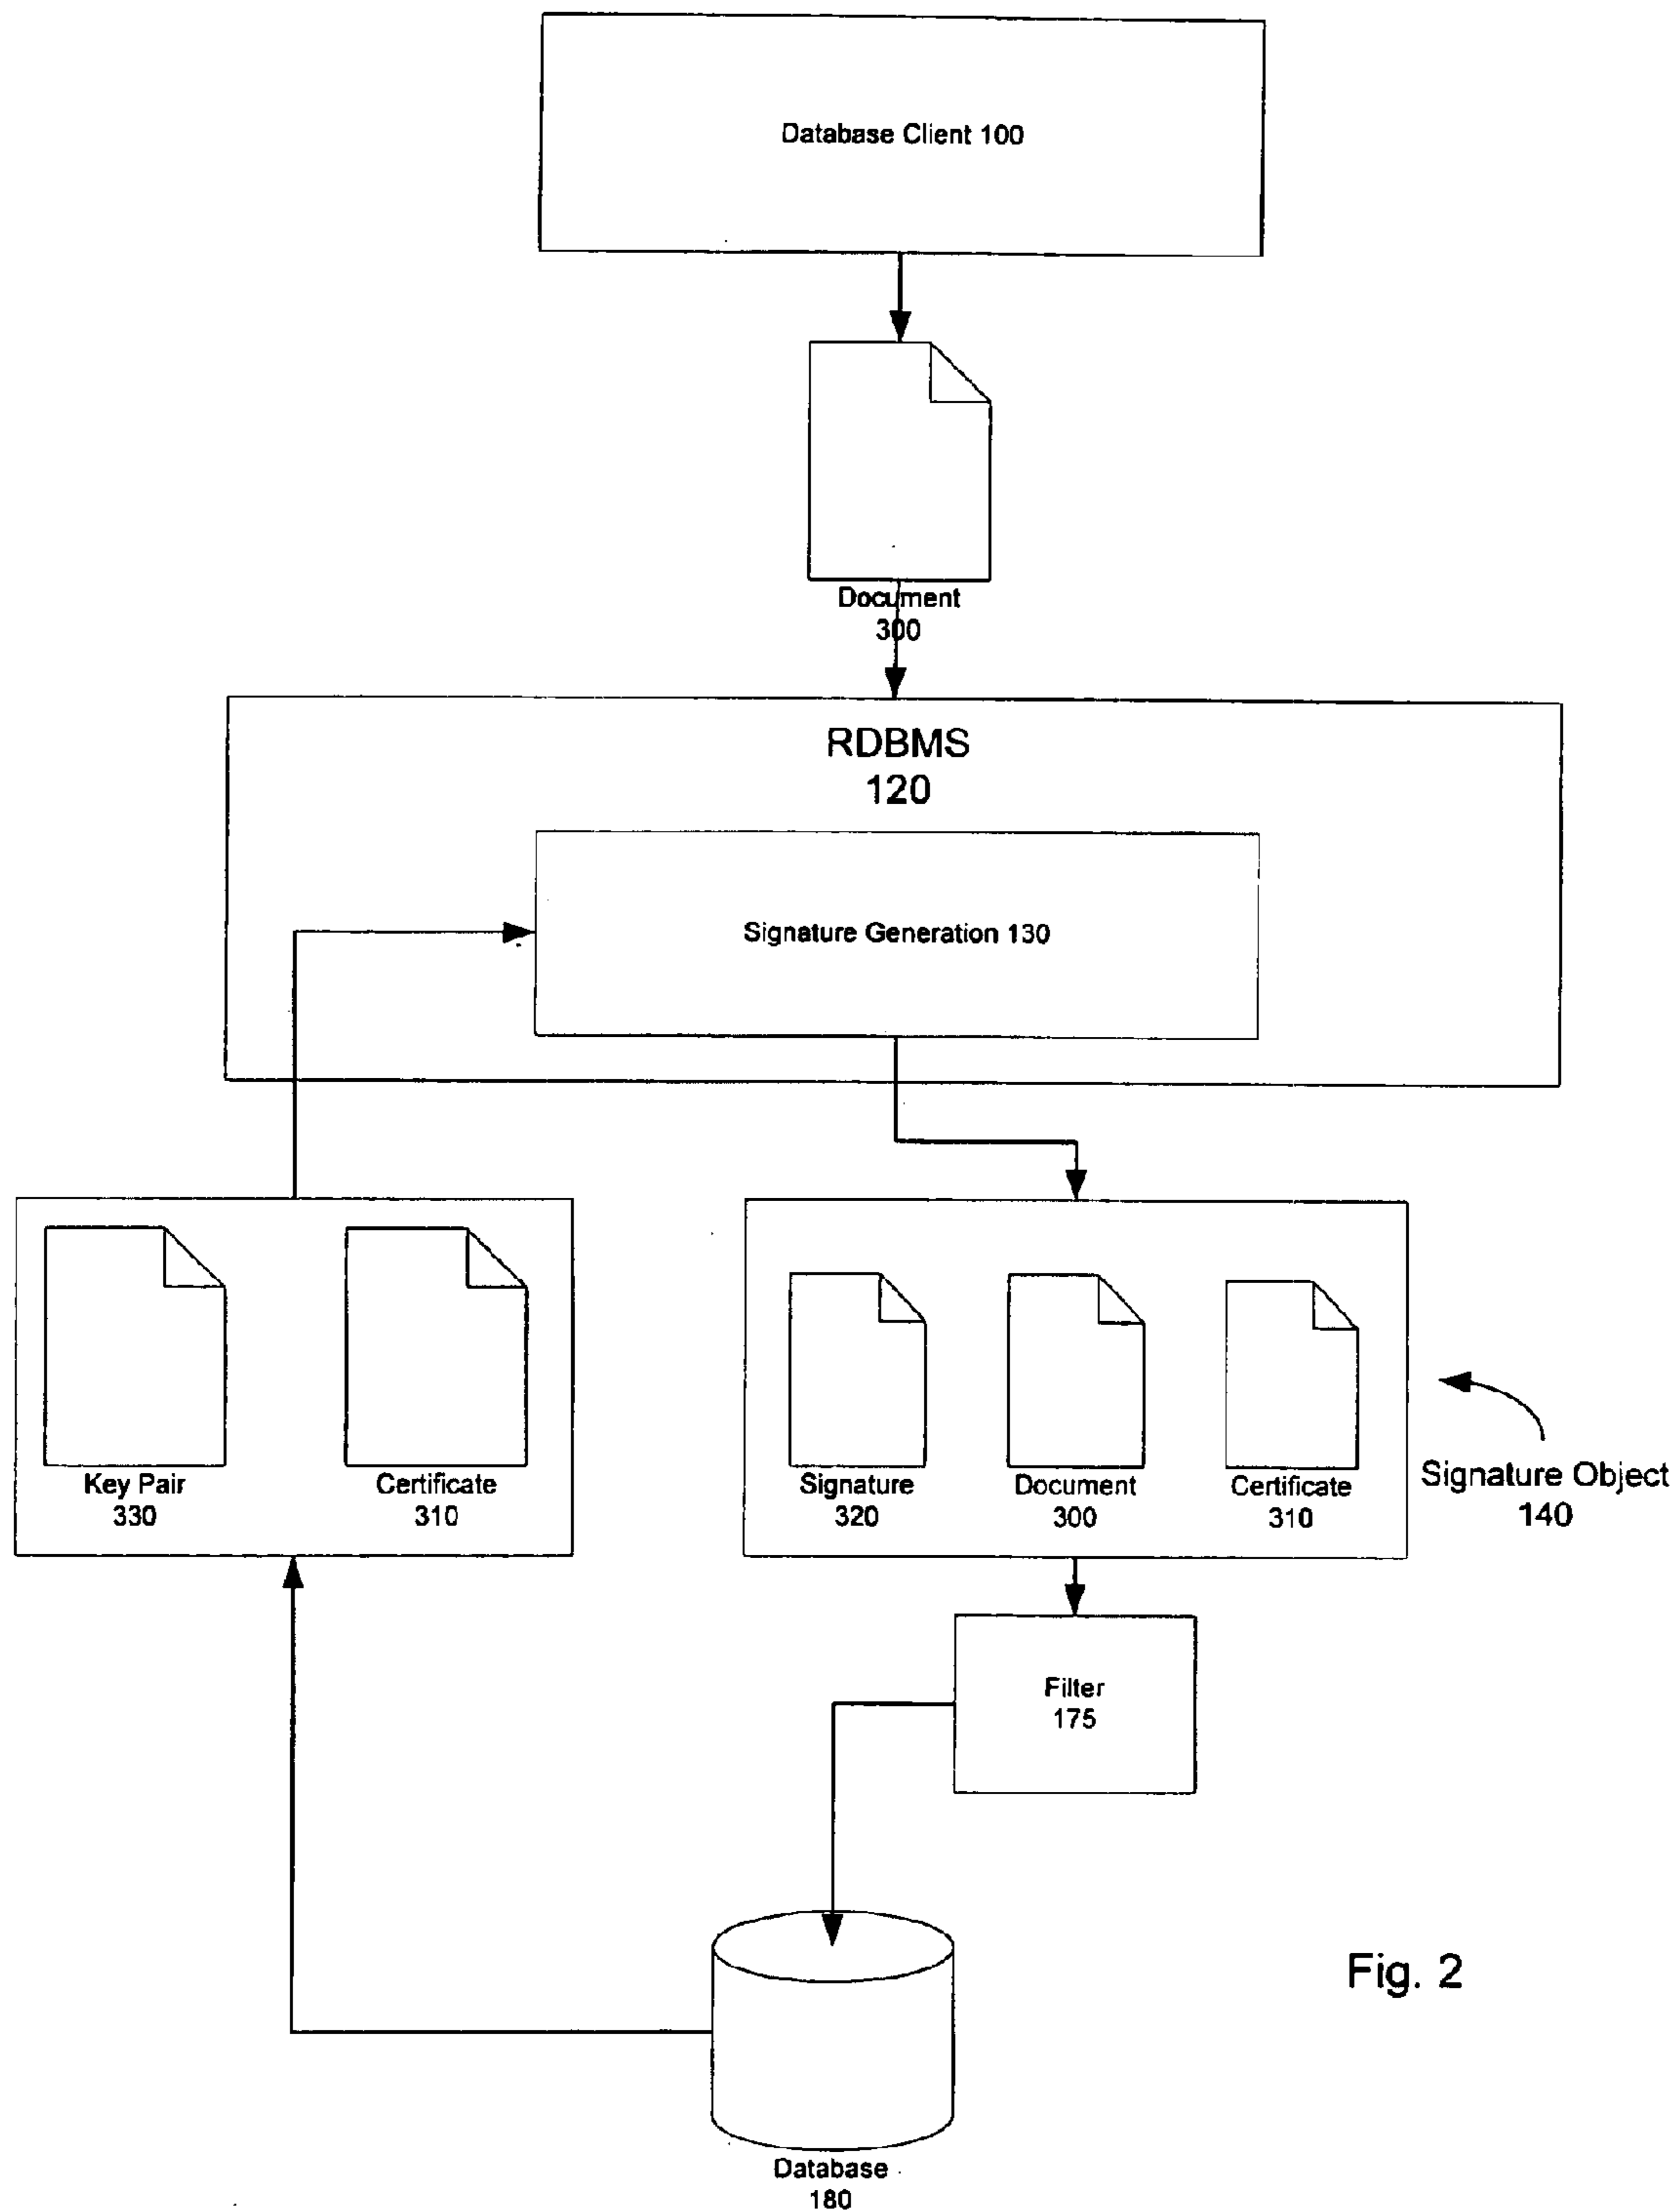 Database Client 100
Document
300
RDBMS
120
Signature Generation 130
Key Pair
330
Certificate
310
Signature
320
Document
300
Certificate
310
Signature Object
140
Filter
175
Fig. 2
Database
180